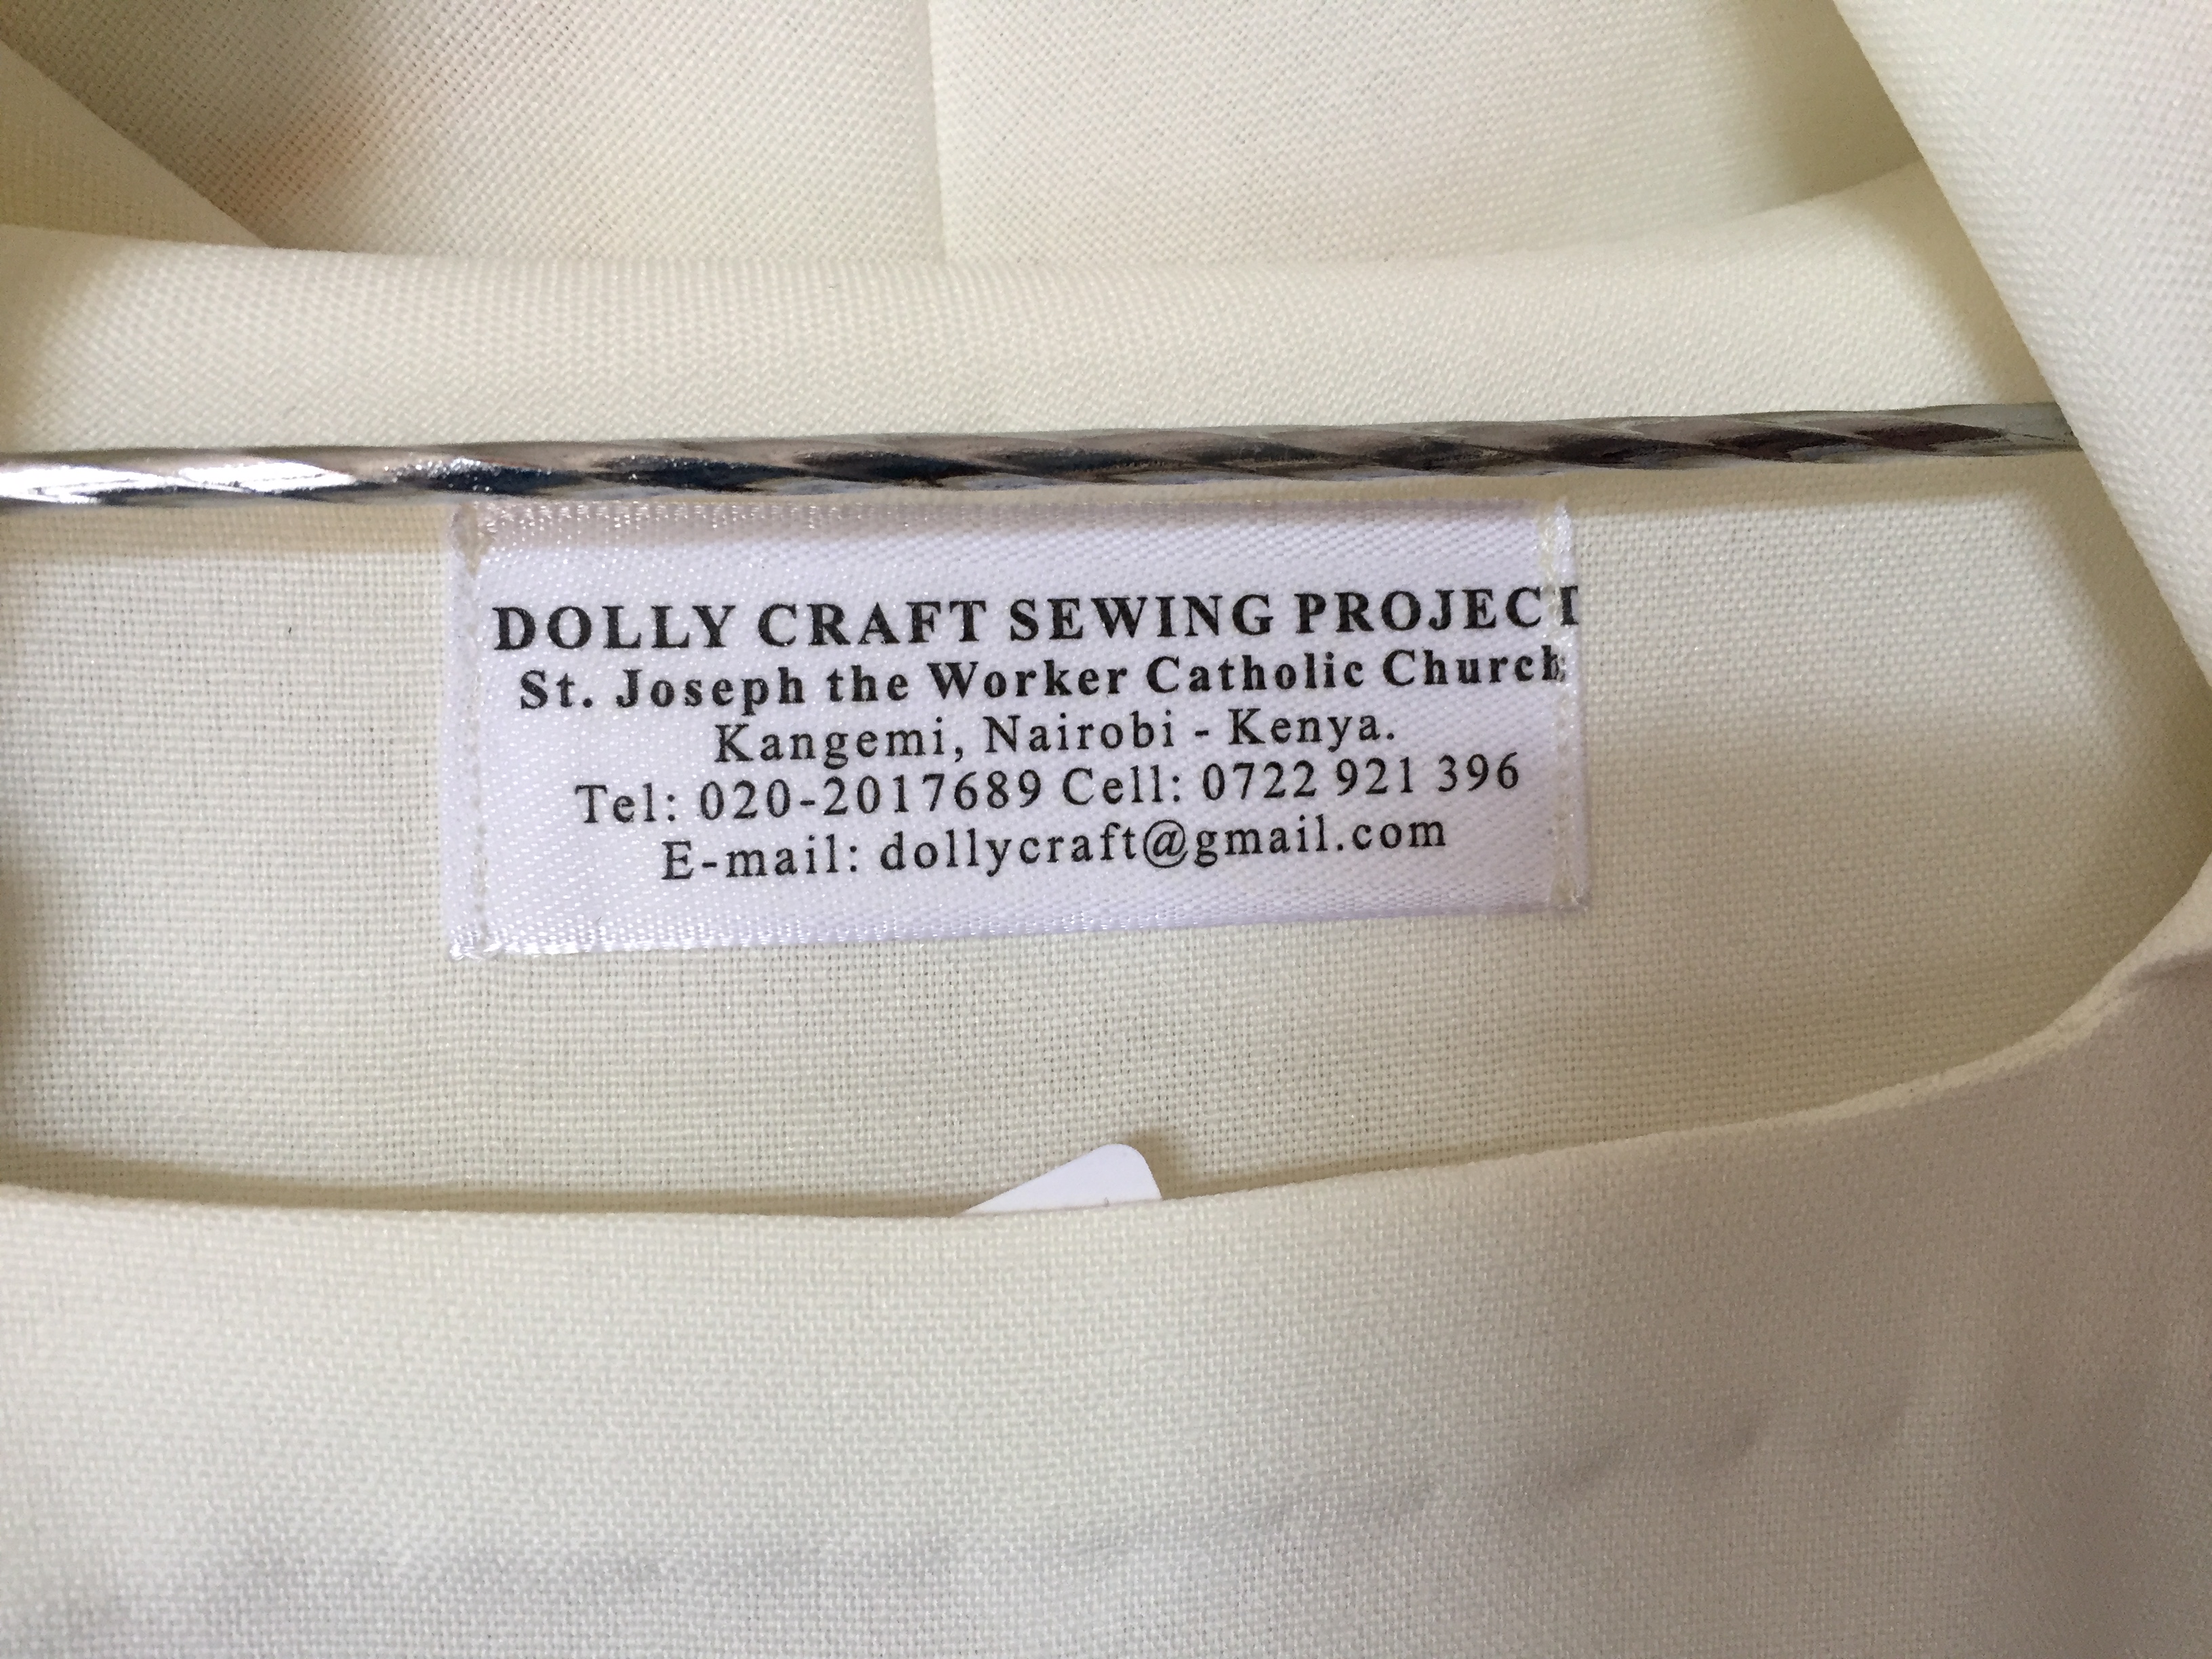 DOLLY CRAFT SEWING PROJECT
St. Joseph the Worker Catholic Church
Kangemi, Nairobi - Kenya.
Tel: 020-2017689 Cell: 0722 921 396
E-mail: dollycraft@gmail.com